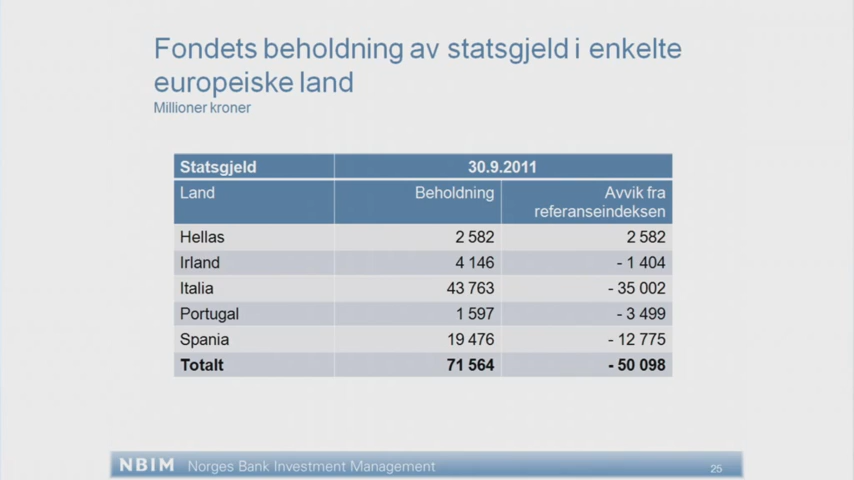 Fondets beholdning av statsgjeld i enkelte
europeiske land
Millioner kroner
Statsgjeld 30.9.2011
Land Beholdning Avvik fra
referanseindeksen
Hellas 2 582 2 582
Irland 4 146 - 1 404
Italia 43 763 - 35 002
Portugal 1 597 - 3 499
Spania 19 476 - 12 775
Totalt 71 564 - 50 098
NBIM Norges Bank Investment Management 25